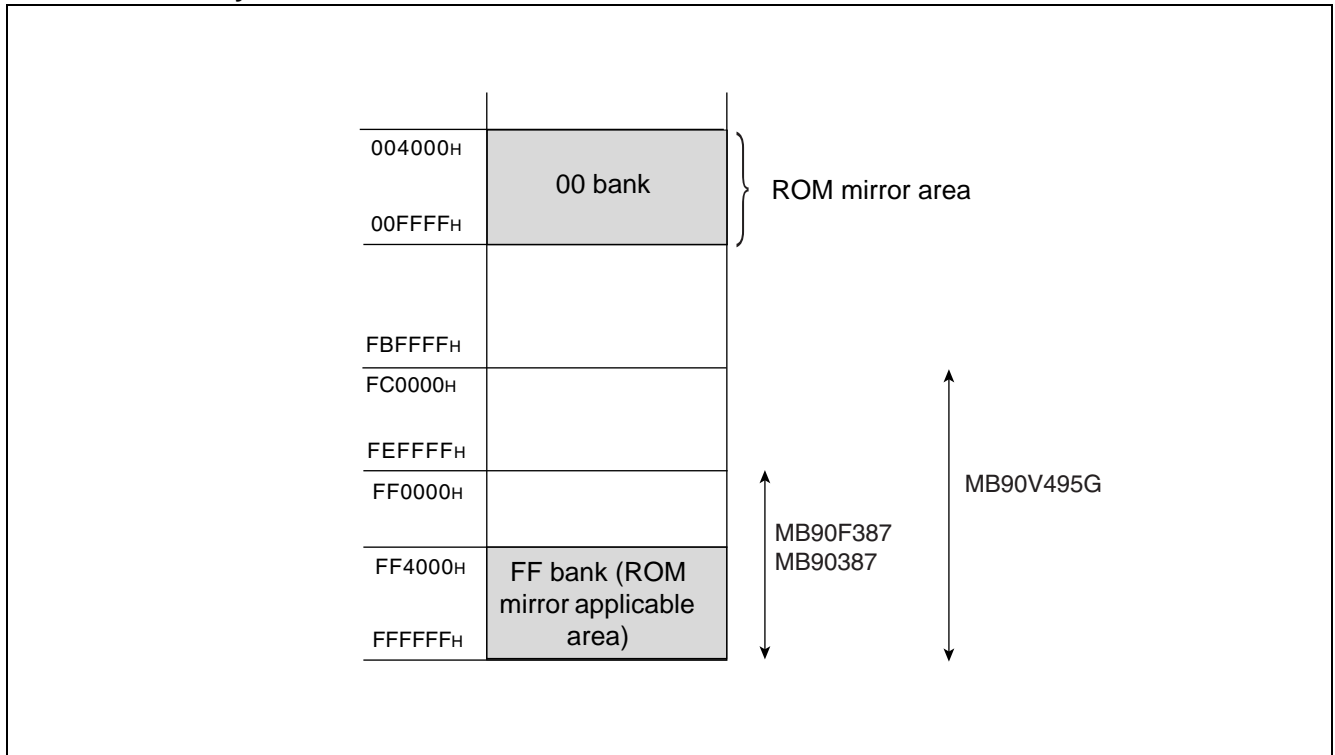 004000H
00 bank
ROM mirror area
00FFFFH
FBFFFFH
FC0000H
FEFFFFH
FF0000H
MB90V495G
MB90F387
MB90387
FF4000H
FF bank (ROM
mirror applicable
area)
FFFFFFH